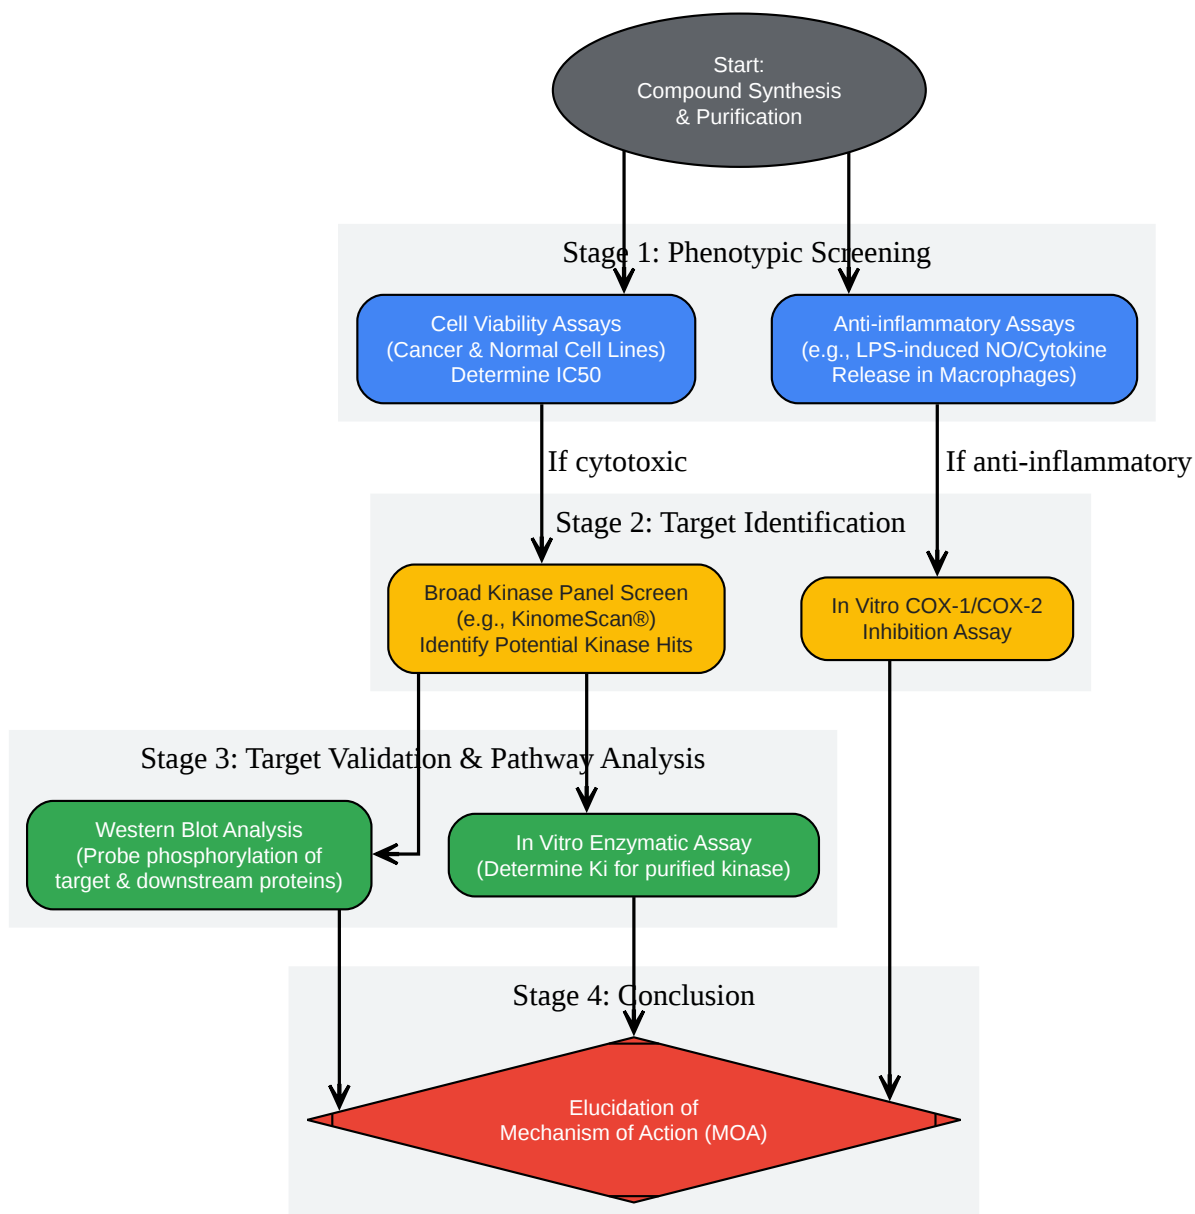 Start:
Compound Synthesis
& Purification
Stage 1: Phenotypic Screening
Cell Viability Assays
(Cancer & Normal Cell Lines)
Determine IC50
Anti-inflammatory Assays
(e.g., LPS-induced NO/Cytokine
Release in Macrophages)
If cytotoxic
If anti-inflammatory
Stage 2: Target Identification
Broad Kinase Panel Screen
(e.g., KinomeScan®)
Identify Potential Kinase Hits
In Vitro COX-1/COX-2
Inhibition Assay
Stage 3: Target Validation & Pathway Analysis
Western Blot Analysis
(Probe phosphorylation of
target & downstream proteins)
In Vitro Enzymatic Assay
(Determine Ki for purified kinase)
Stage 4: Conclusion
Elucidation of
Mechanism of Action (MOA)